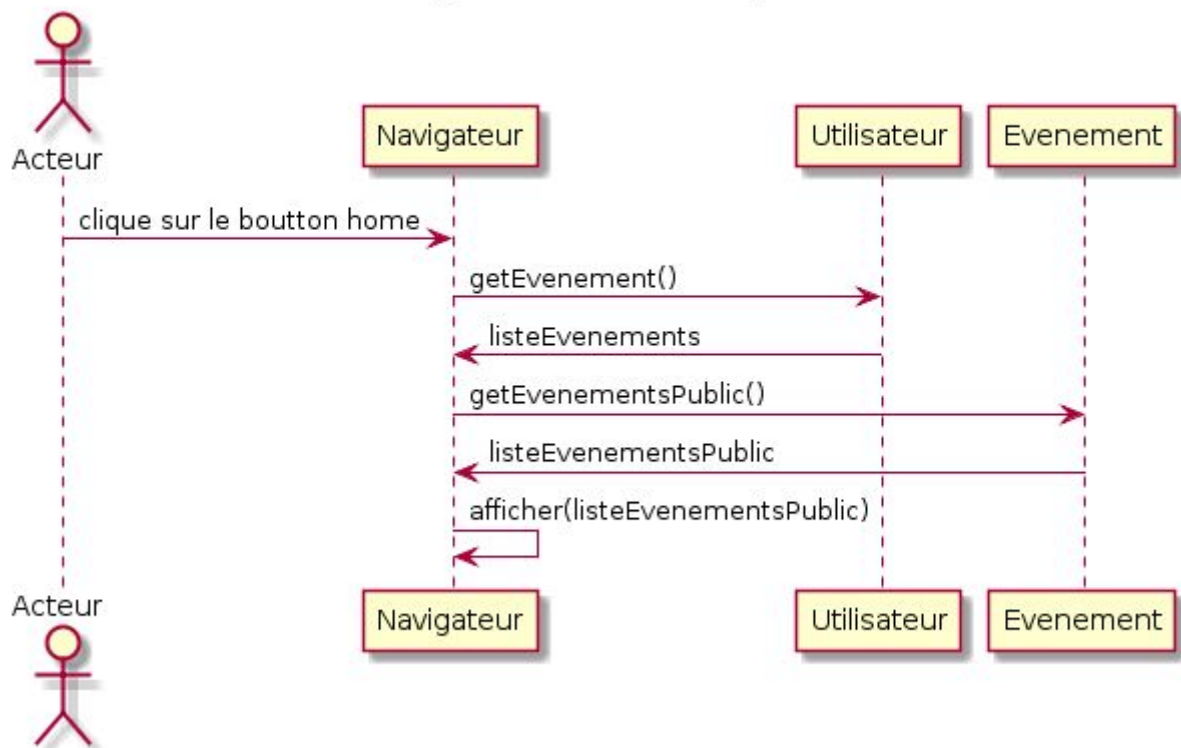 Acteur
Navigateur
Utilisateur
Evenement
clique sur le boutton home
getEvenement()
listeEvenements
getEvenementsPublic()
listeEvenementsPublic
afficher(listeEvenementsPublic)
Acteur
Navigateur
Utilisateur
Evenement